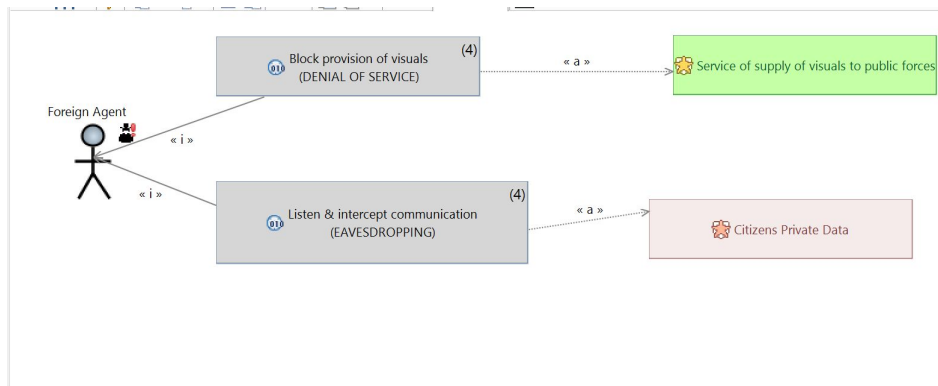 (4)
Block provision of visuals
(DENIAL OF SERVICE)
« a »
Service of supply of visuals to public forces
Foreign Agent
« i »
« i »
(4)
Listen & intercept communication
(EAVESDROPPING)
« a »
Citizens Private Data